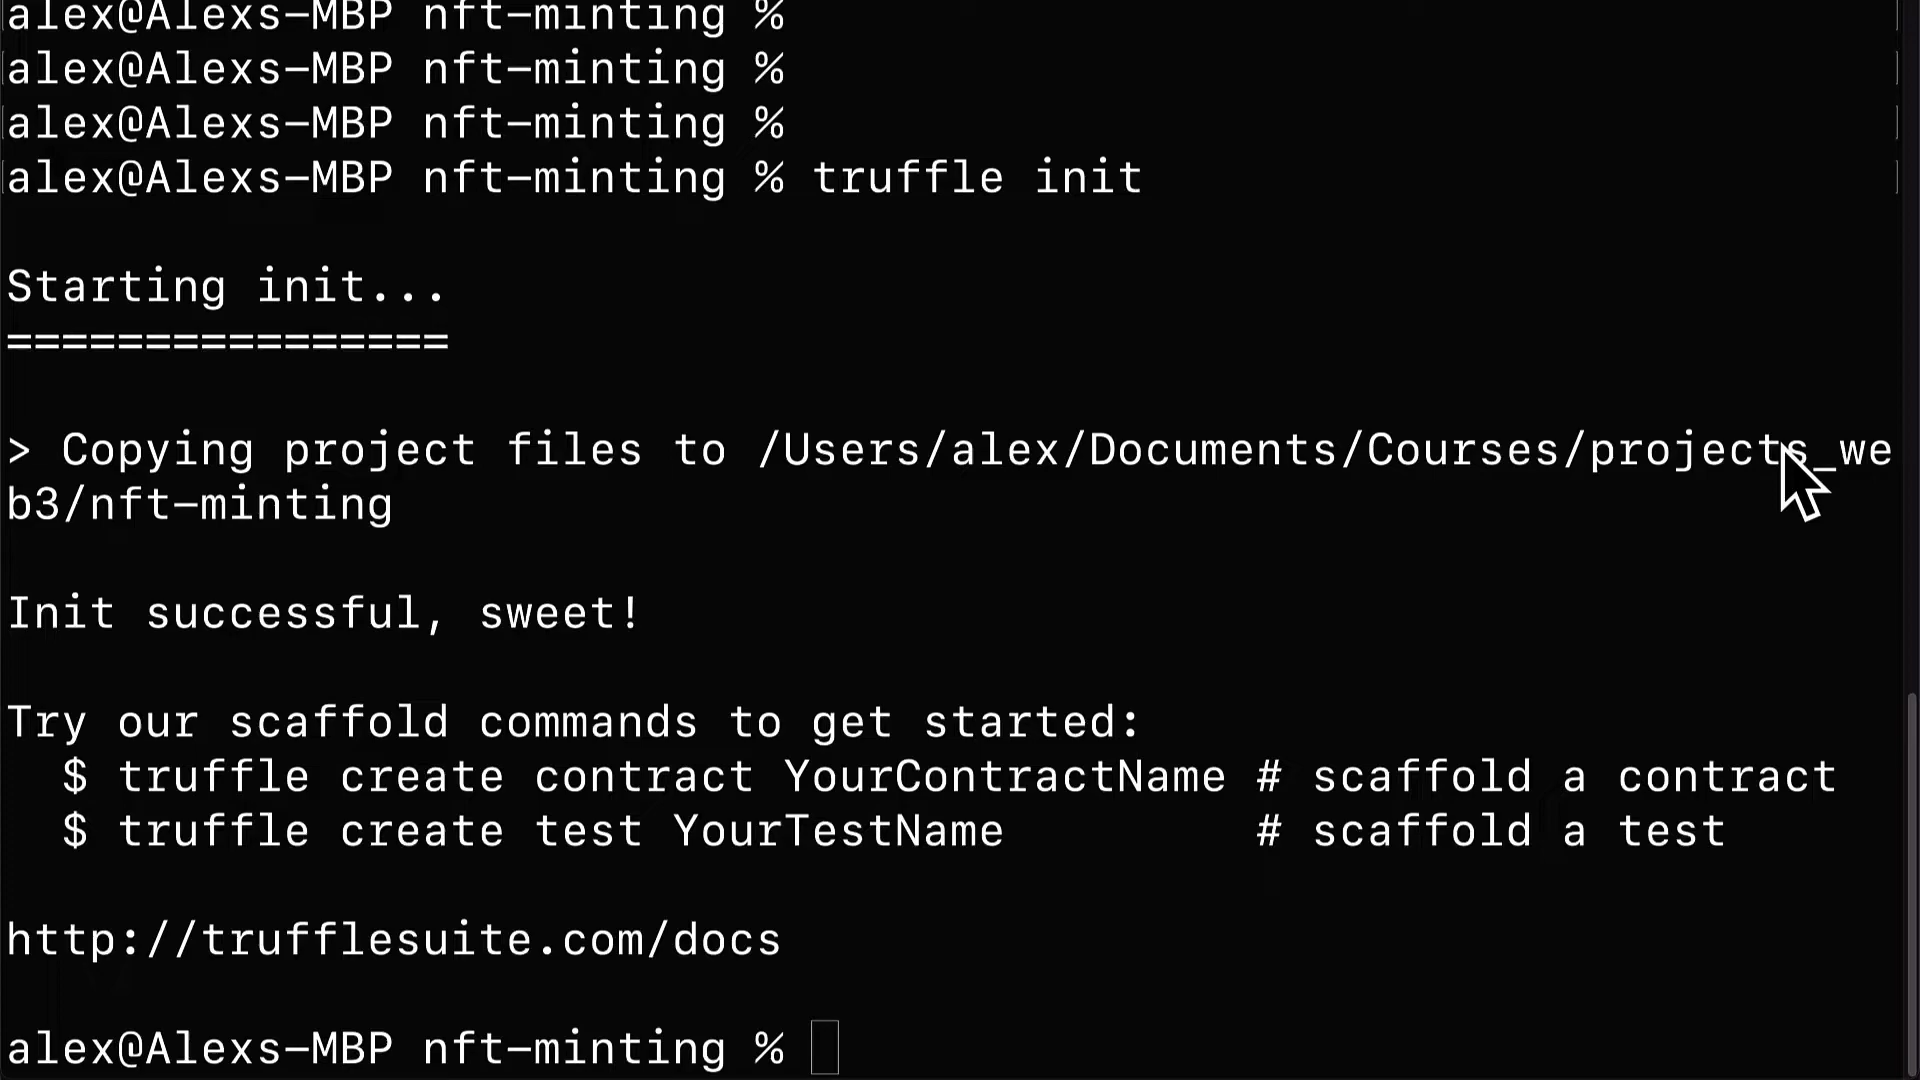 alex@Alexs-MBP nft-minting %
alex@Alexs-MBP nft-minting %
alex@Alexs-MBP nft-minting %
alex@Alexs-MBP nft-minting % truffle init
Starting init...
================
> Copying project files to /Users/alex/Documents/Courses/projects_we
b3/nft-minting
Init successful, sweet!
Try our scaffold commands to get started:
  $ truffle create contract YourContractName # scaffold a contract
  $ truffle create test YourTestName         # scaffold a test
http://trufflesuite.com/docs
alex@Alexs-MBP nft-minting %